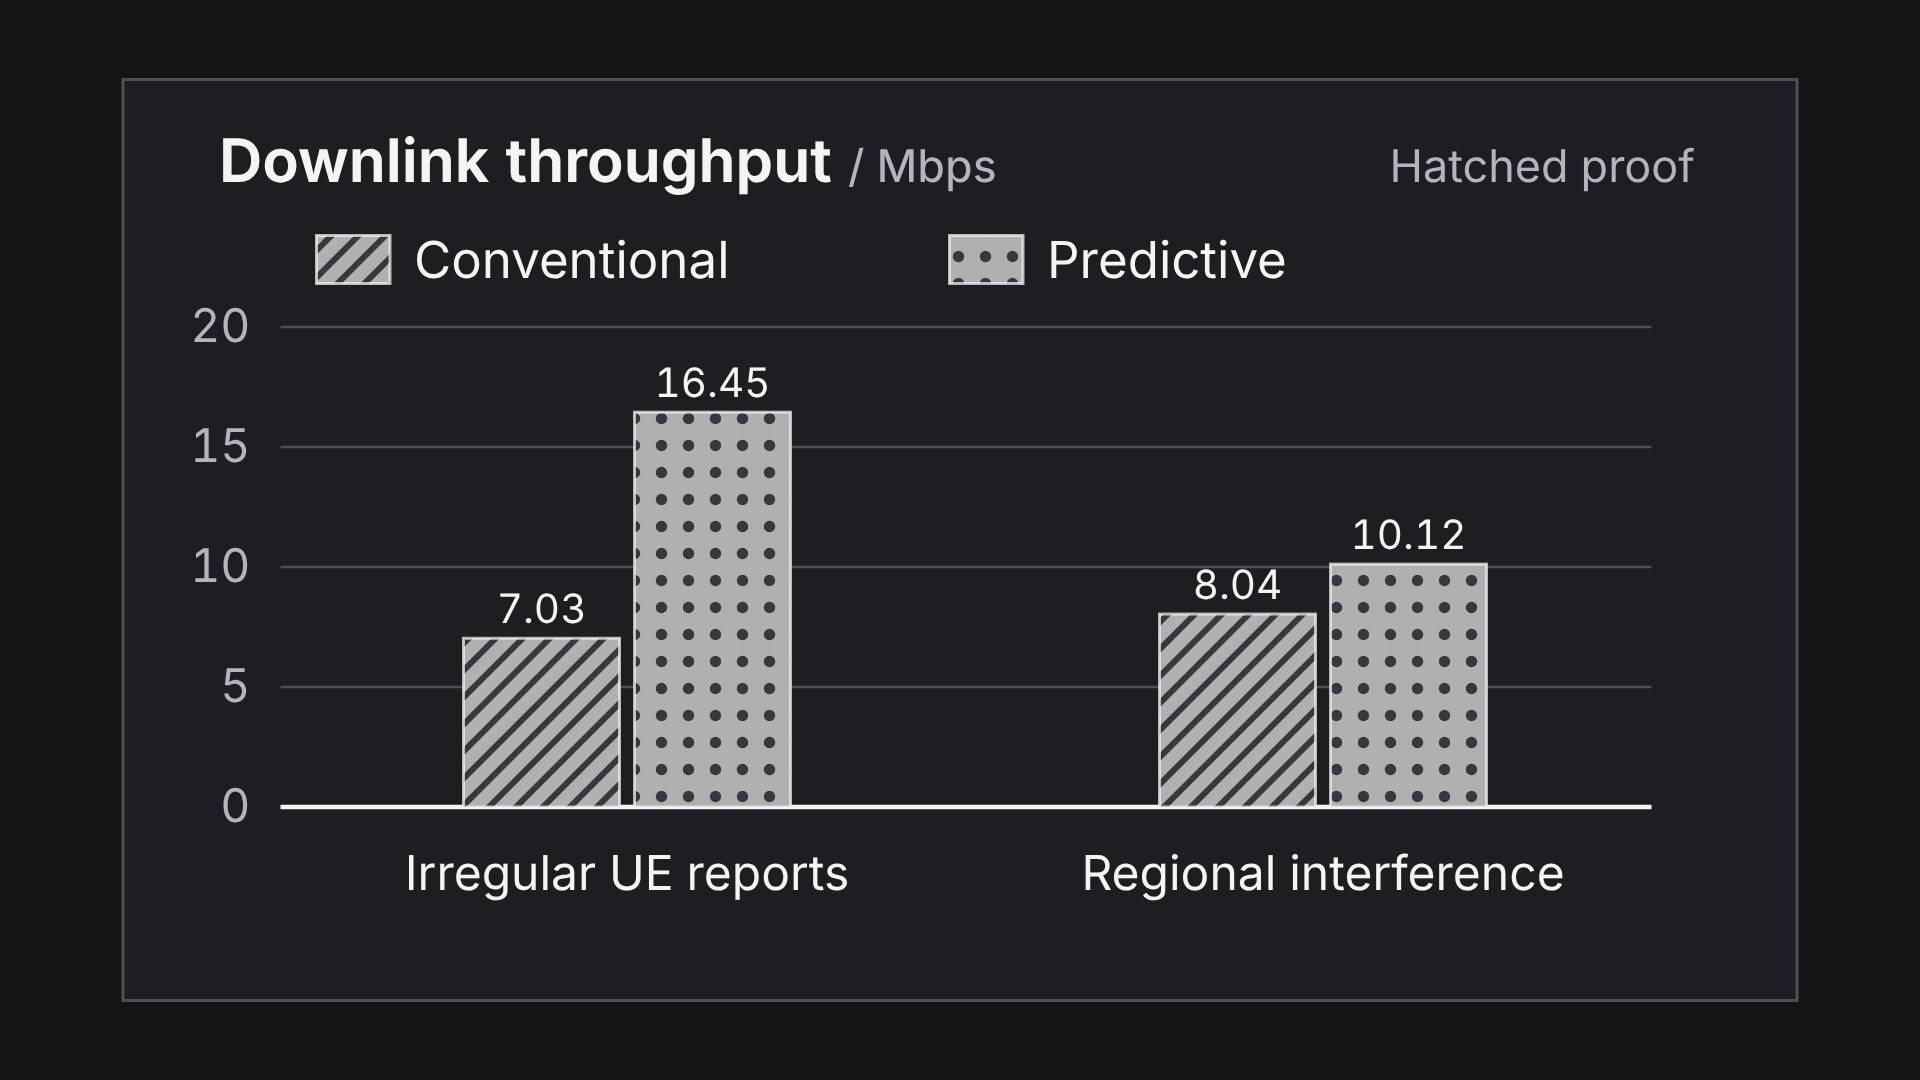 Downlink throughput / Mbps
Hatched proof
Conventional
Predictive
20
15
10
5
0
7.03
16.45
8.04
10.12
Irregular UE reports
Regional interference